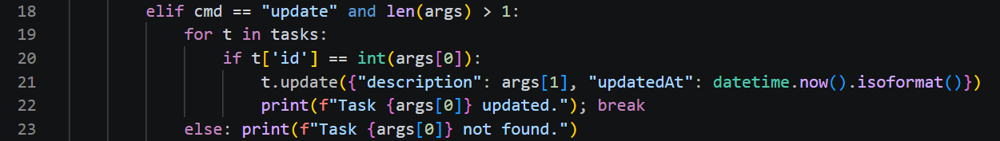 18 elif cmd == "update" and len(args) > 1:
19 for t in tasks:
20 if t['id'] == int(args[0]):
21 t.update({"description": args[1], "updatedAt": datetime.now().isoformat()})
22 print(f"Task {args[0]} updated."); break
23 else: print(f"Task {args[0]} not found.")